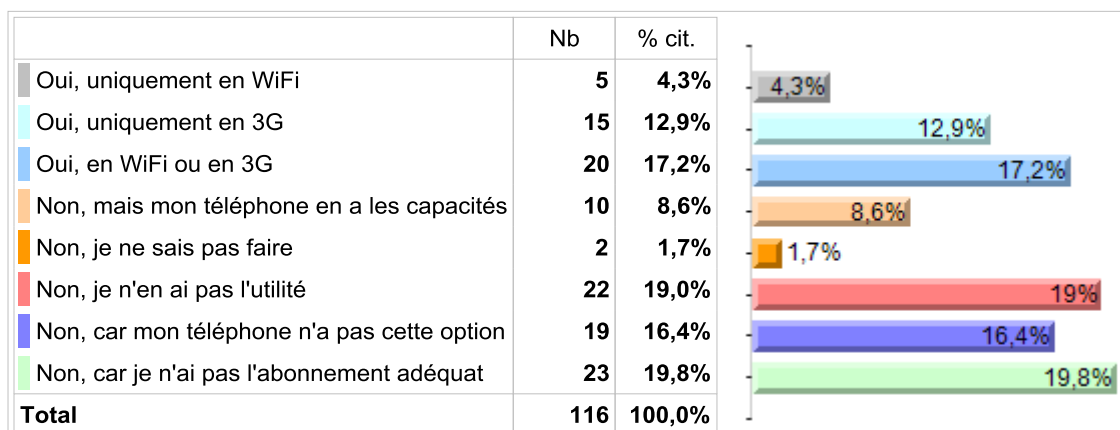 Nb % cit.
Oui, uniquement en WiFi 5 4,3% 4,3%
Oui, uniquement en 3G 15 12,9% 12,9%
Oui, en WiFi ou en 3G 20 17,2% 17,2%
Non, mais mon téléphone en a les capacités 10 8,6% 8,6%
Non, je ne sais pas faire 2 1,7% 1,7%
Non, je n'en ai pas l'utilité 22 19,0% 19%
Non, car mon téléphone n'a pas cette option 19 16,4% 16,4%
Non, car je n'ai pas l'abonnement adéquat 23 19,8% 19,8%
Total 116 100,0%